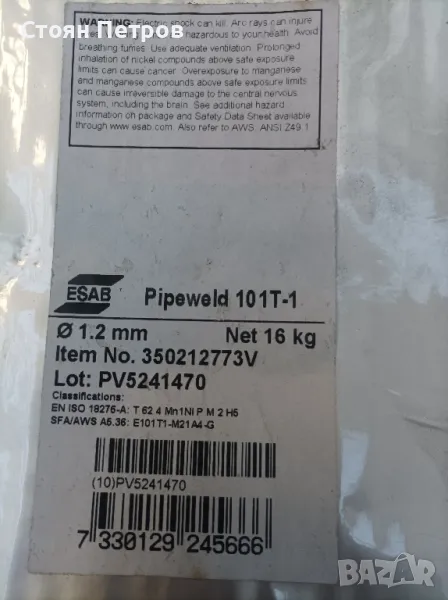 Стоян Петров
WARNING: Electric shock can kill. Arc rays can injure
hazardous to your health. Avoid
breathing fumes. Use adequate ventilation. Prolonged
inhalation of nickel compounds above safe exposure
limits can cause cancer. Overexposure to manganese
and manganese compounds above safe exposure limits
can cause irreversible damage to the central nervous
system, including the brain. See additional hazard
information on package and Safety Data Sheet available
through www.esab.com. Also refer to AWS, ANSI Z49.1
ESAB
Pipeweld 101T-1
Ø 1.2 mm Net 16 kg
Item No. 350212773V
Lot: PV5241470
Classifications:
EN ISO 18276-A: T 62 4 Mn1Ni P M 2 H5
SFA/AWS A5.36: E101T1-M21A4-G
(10)PV5241470
7 330129 245666
BAZAR